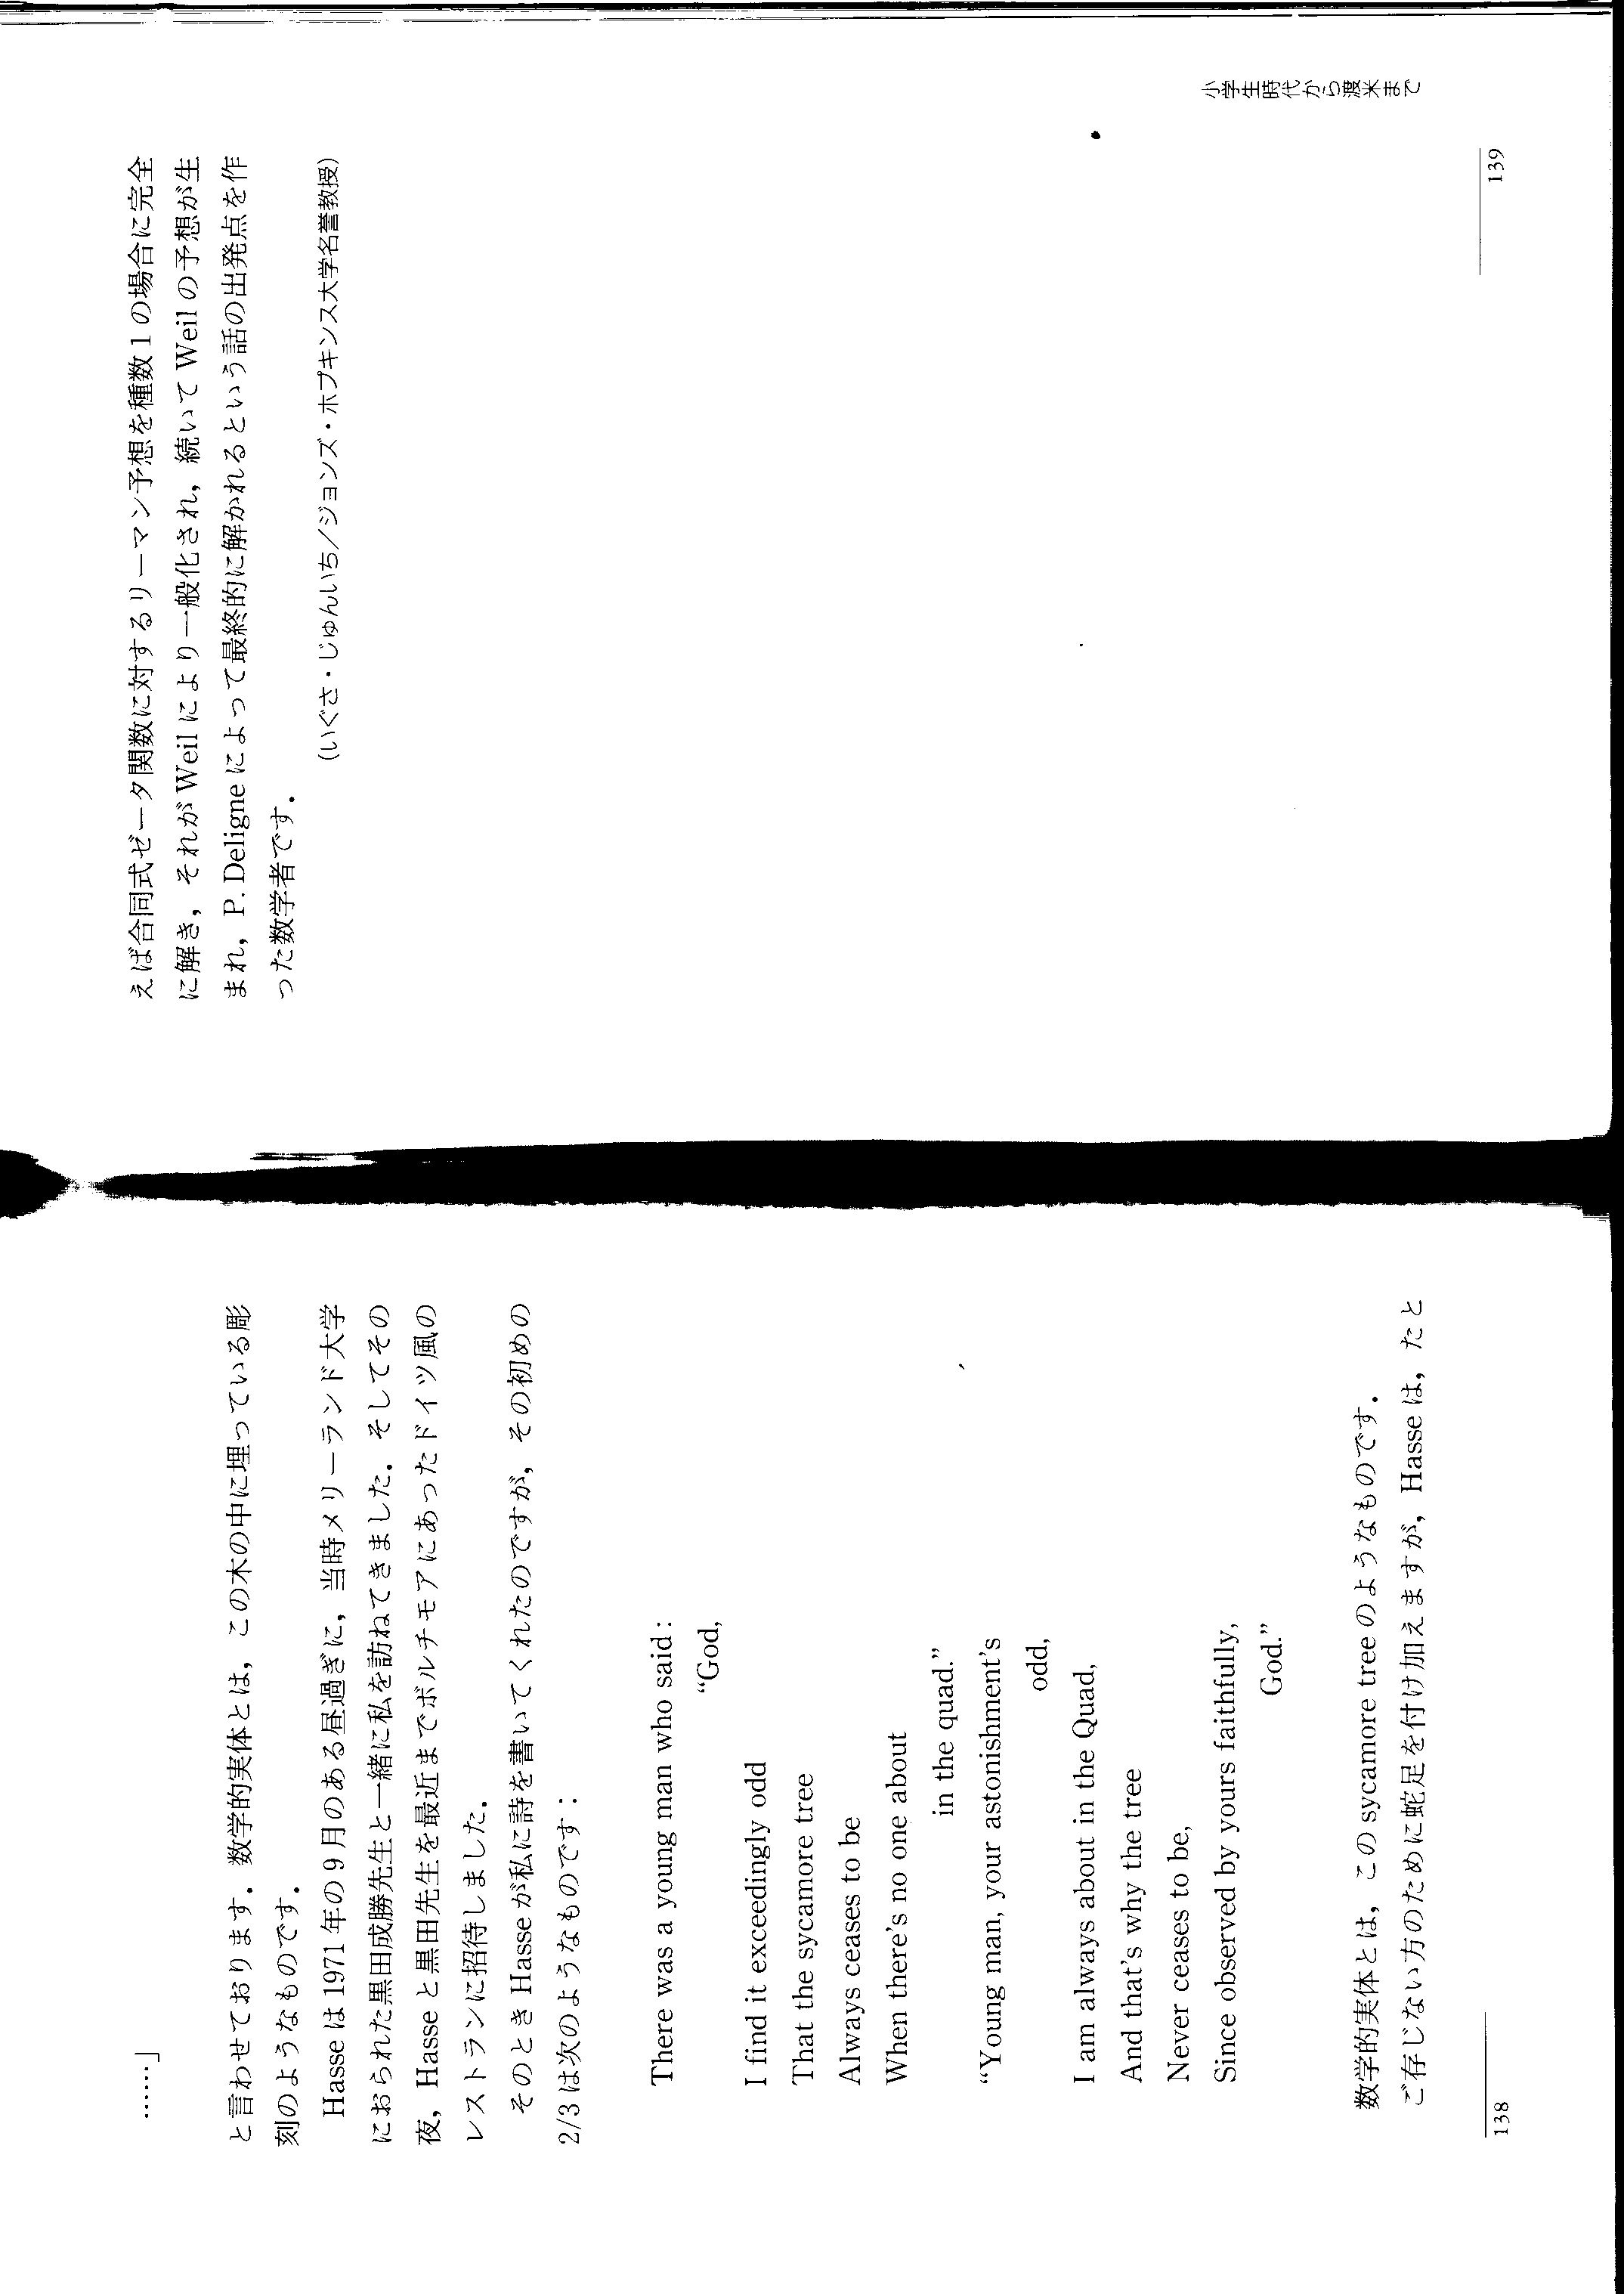 ……」
と言わせております．数学的実体とは，この木の中に埋っている彫
刻のようなものです．
Hasse は 1971 年の 9 月のある昼過ぎに，当時メリーランド大学
におられた黒田成勝先生と一緒に私を訪ねてきました．そしてその
夜，Hasse と黒田先生を最近までボルチモアにあったドイツ風の
レストランに招待しました．
そのとき Hasse が私に詩を書いてくれたのですが，その初めの
2/3 は次のようなものです：
There was a young man who said :
“God,
I find it exceedingly odd
That the sycamore tree
Always ceases to be
When there's no one about
in the quad.”
“Young man, your astonishment's
odd,
I am always about in the Quad,
And that's why the tree
Never ceases to be,
Since observed by yours faithfully,
God.”
数学的実体とは，この sycamore tree のようなものです．
ご存じない方のために蛇足を付け加えますが，Hasse は，たと
138
えば合同式ゼータ関数に対するリーマン予想を種数 1 の場合に完全
に解き，それが Weil により一般化され，続いて Weil の予想が生
まれ，P. Deligne によって最終的に解かれるという話の出発点を作
った数学者です．
（いぐさ・じゅんいち／ジョンズ・ホプキンス大学名誉教授）
小学生時代から渡米まで
139